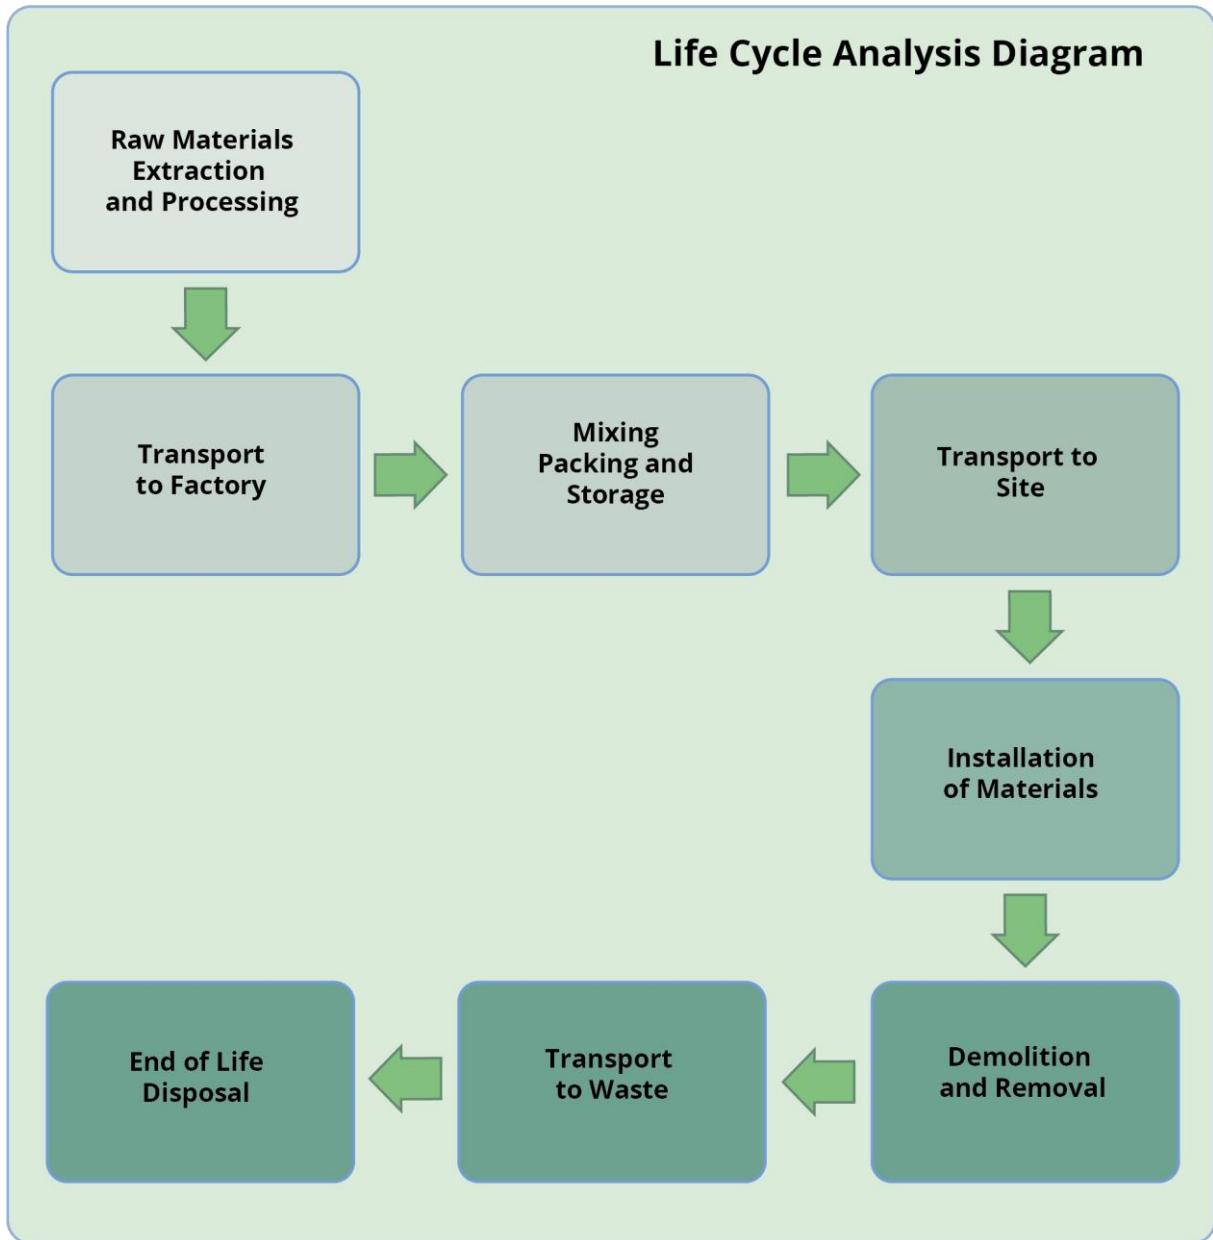 Life Cycle Analysis Diagram
Raw Materials
Extraction
and Processing
Transport
to Factory
Mixing
Packing and
Storage
Transport to
Site
Installation
of Materials
Demolition
and Removal
Transport
to Waste
End of Life
Disposal